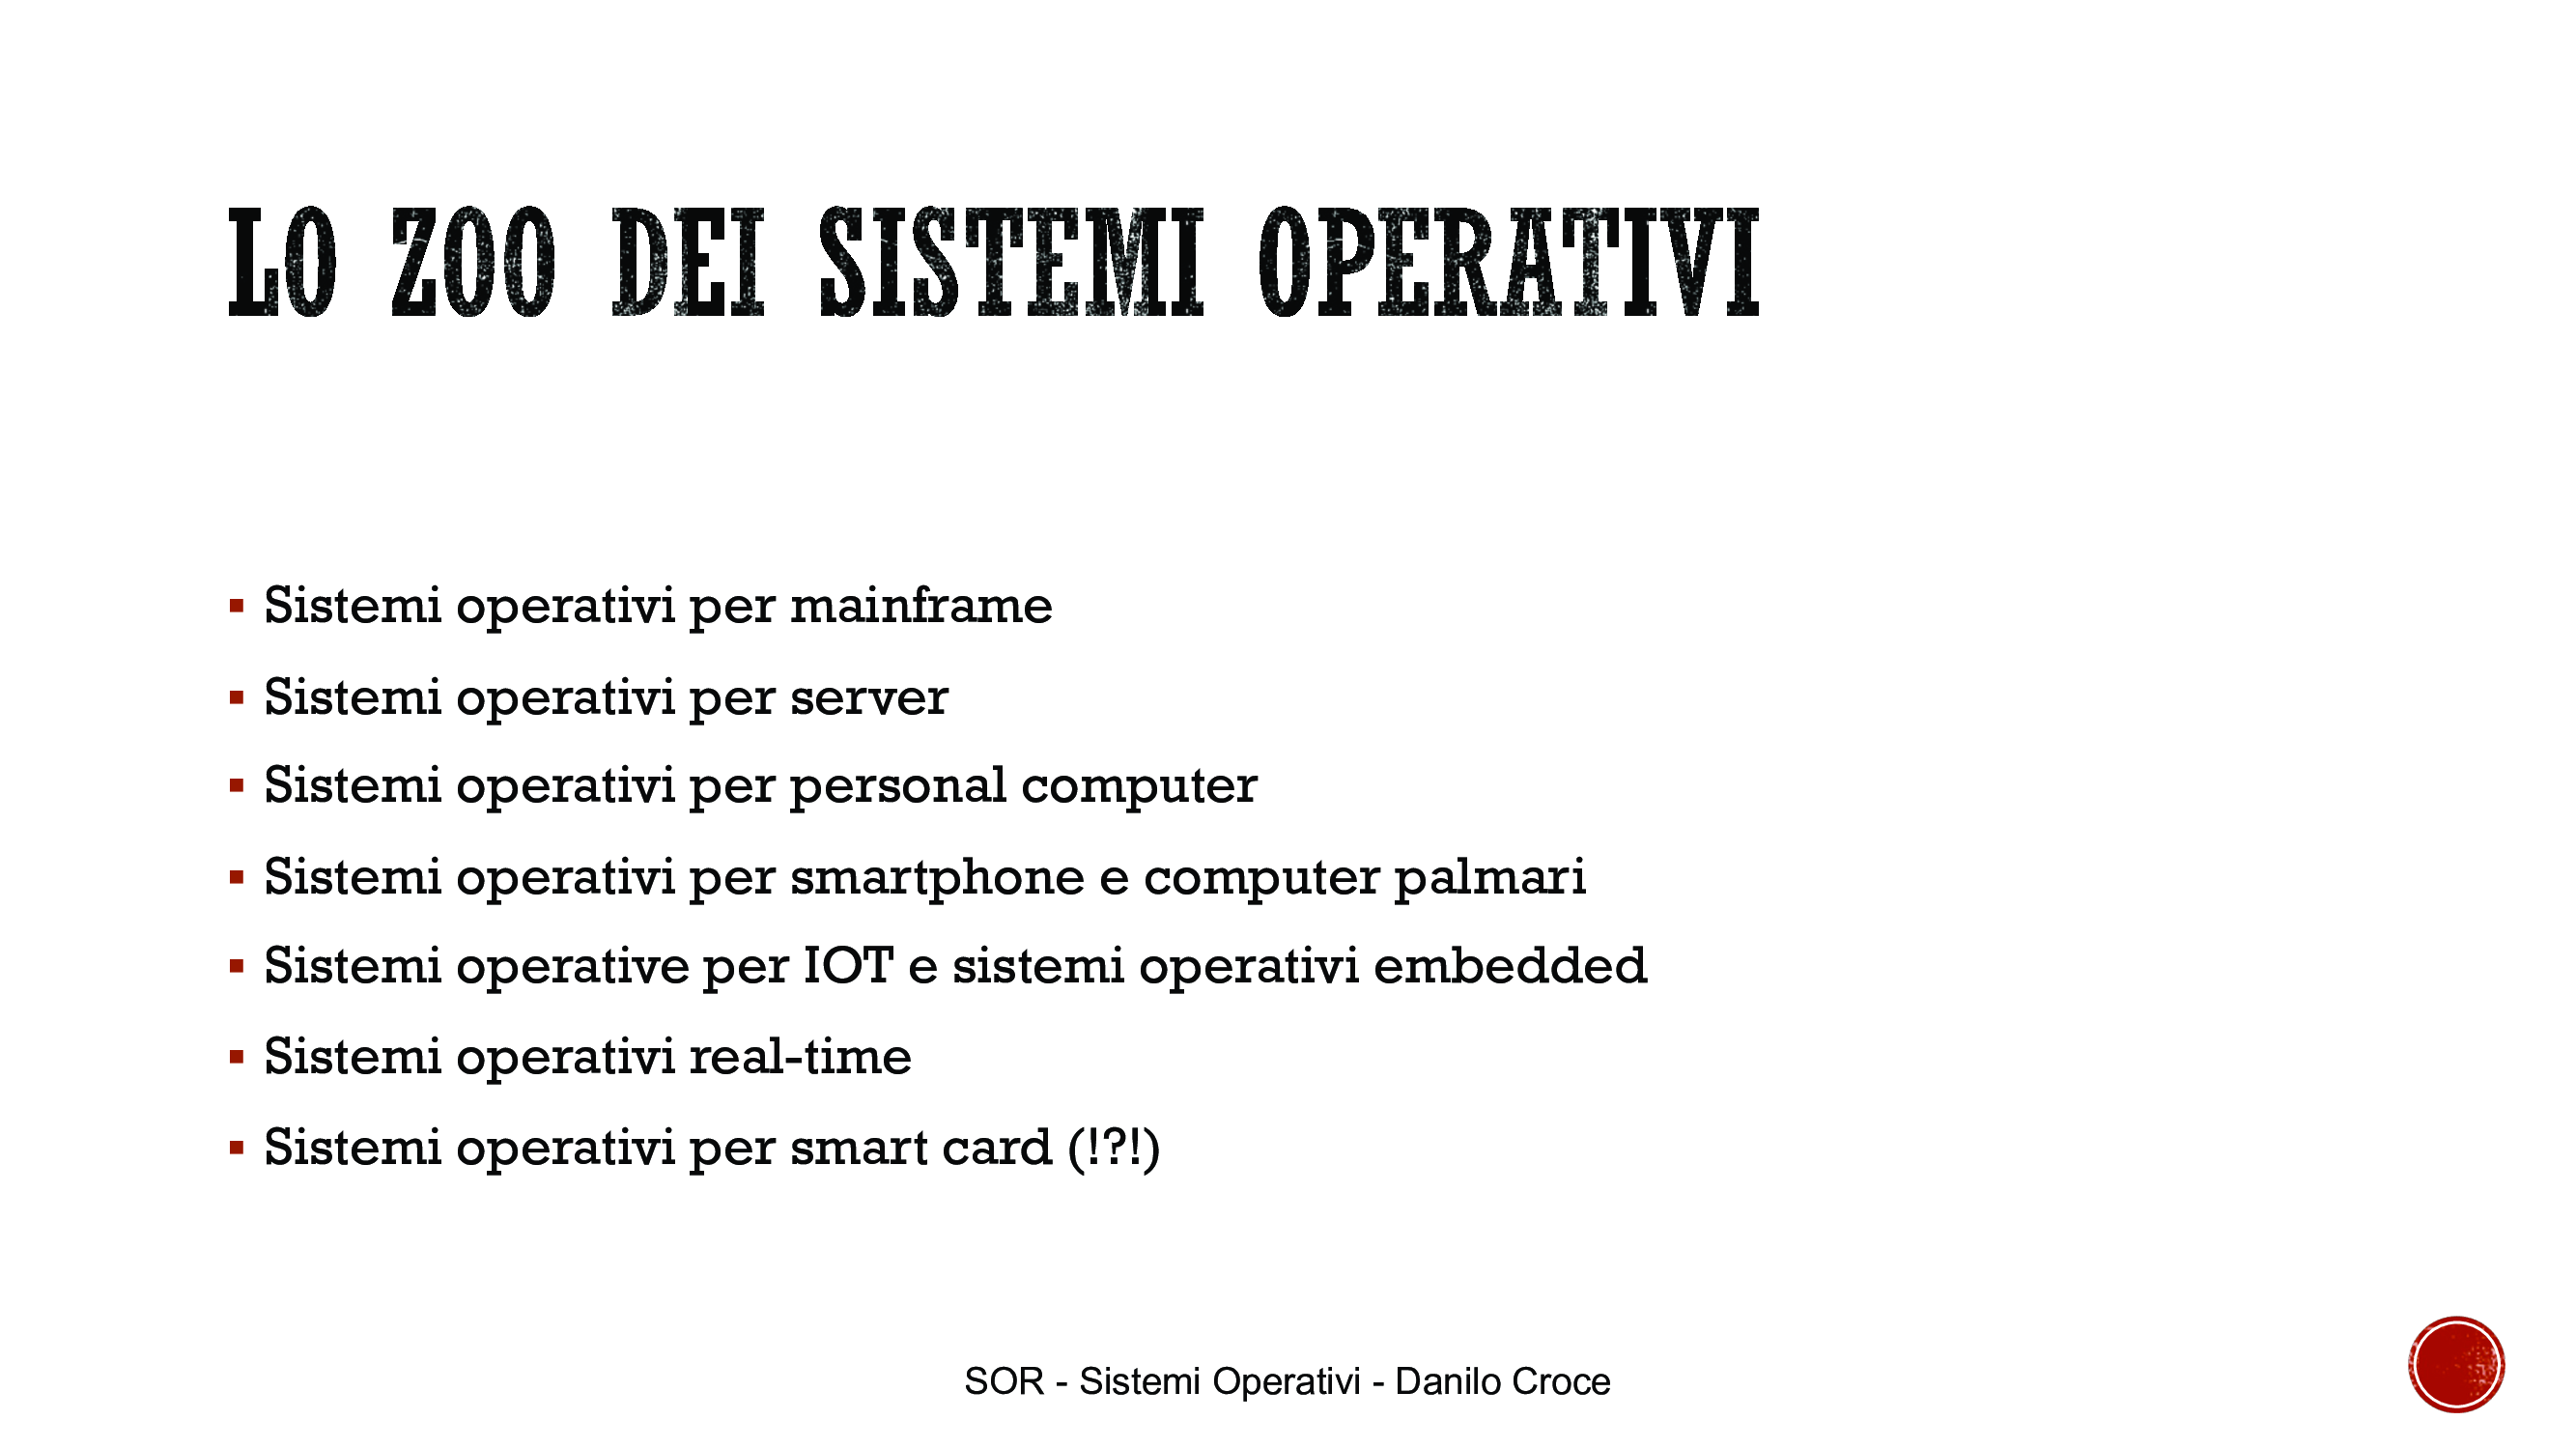 LO ZOO DEI SISTEMI OPERATIVI
▪ Sistemi operativi per mainframe
▪ Sistemi operativi per server
▪ Sistemi operativi per personal computer
▪ Sistemi operativi per smartphone e computer palmari
▪ Sistemi operative per IOT e sistemi operativi embedded
▪ Sistemi operativi real-time
▪ Sistemi operativi per smart card (!?!)
SOR - Sistemi Operativi - Danilo Croce